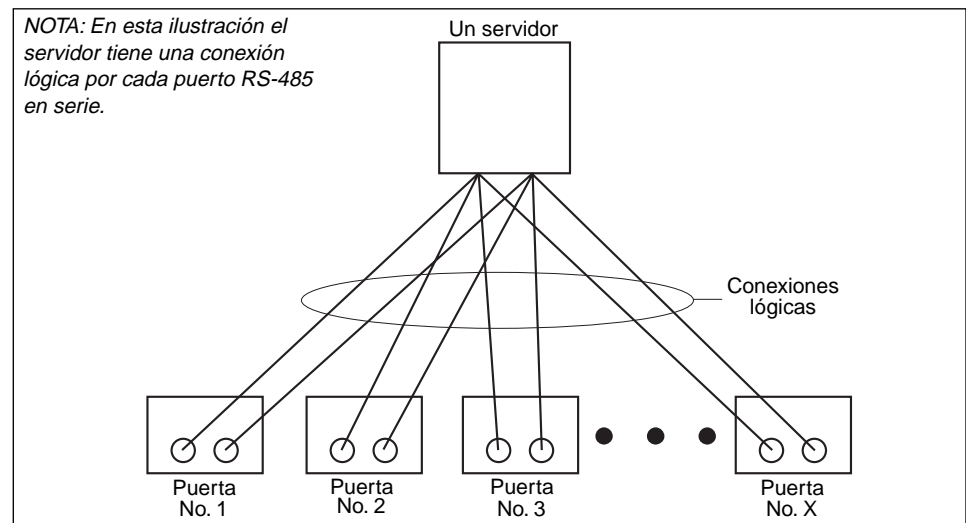 NOTA: En esta ilustración el
servidor tiene una conexión
lógica por cada puerto RS-485
en serie.
Un servidor
Conexiones
lógicas
Puerta
No. 1
Puerta
No. 2
Puerta
No. 3
Puerta
No. X